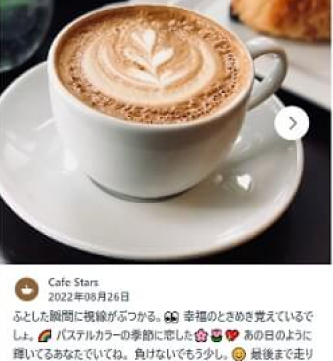 Cafe Stars
2022年08月26日
ふとした瞬間に視線がぶつかる。👀 幸福のときめき覚えているで
しょ。🌈 パステルカラーの季節に恋した🌸🌷💖 あの日のように
輝いてるあなたでいてね。負けないでもう少し。😊 最後まで走り